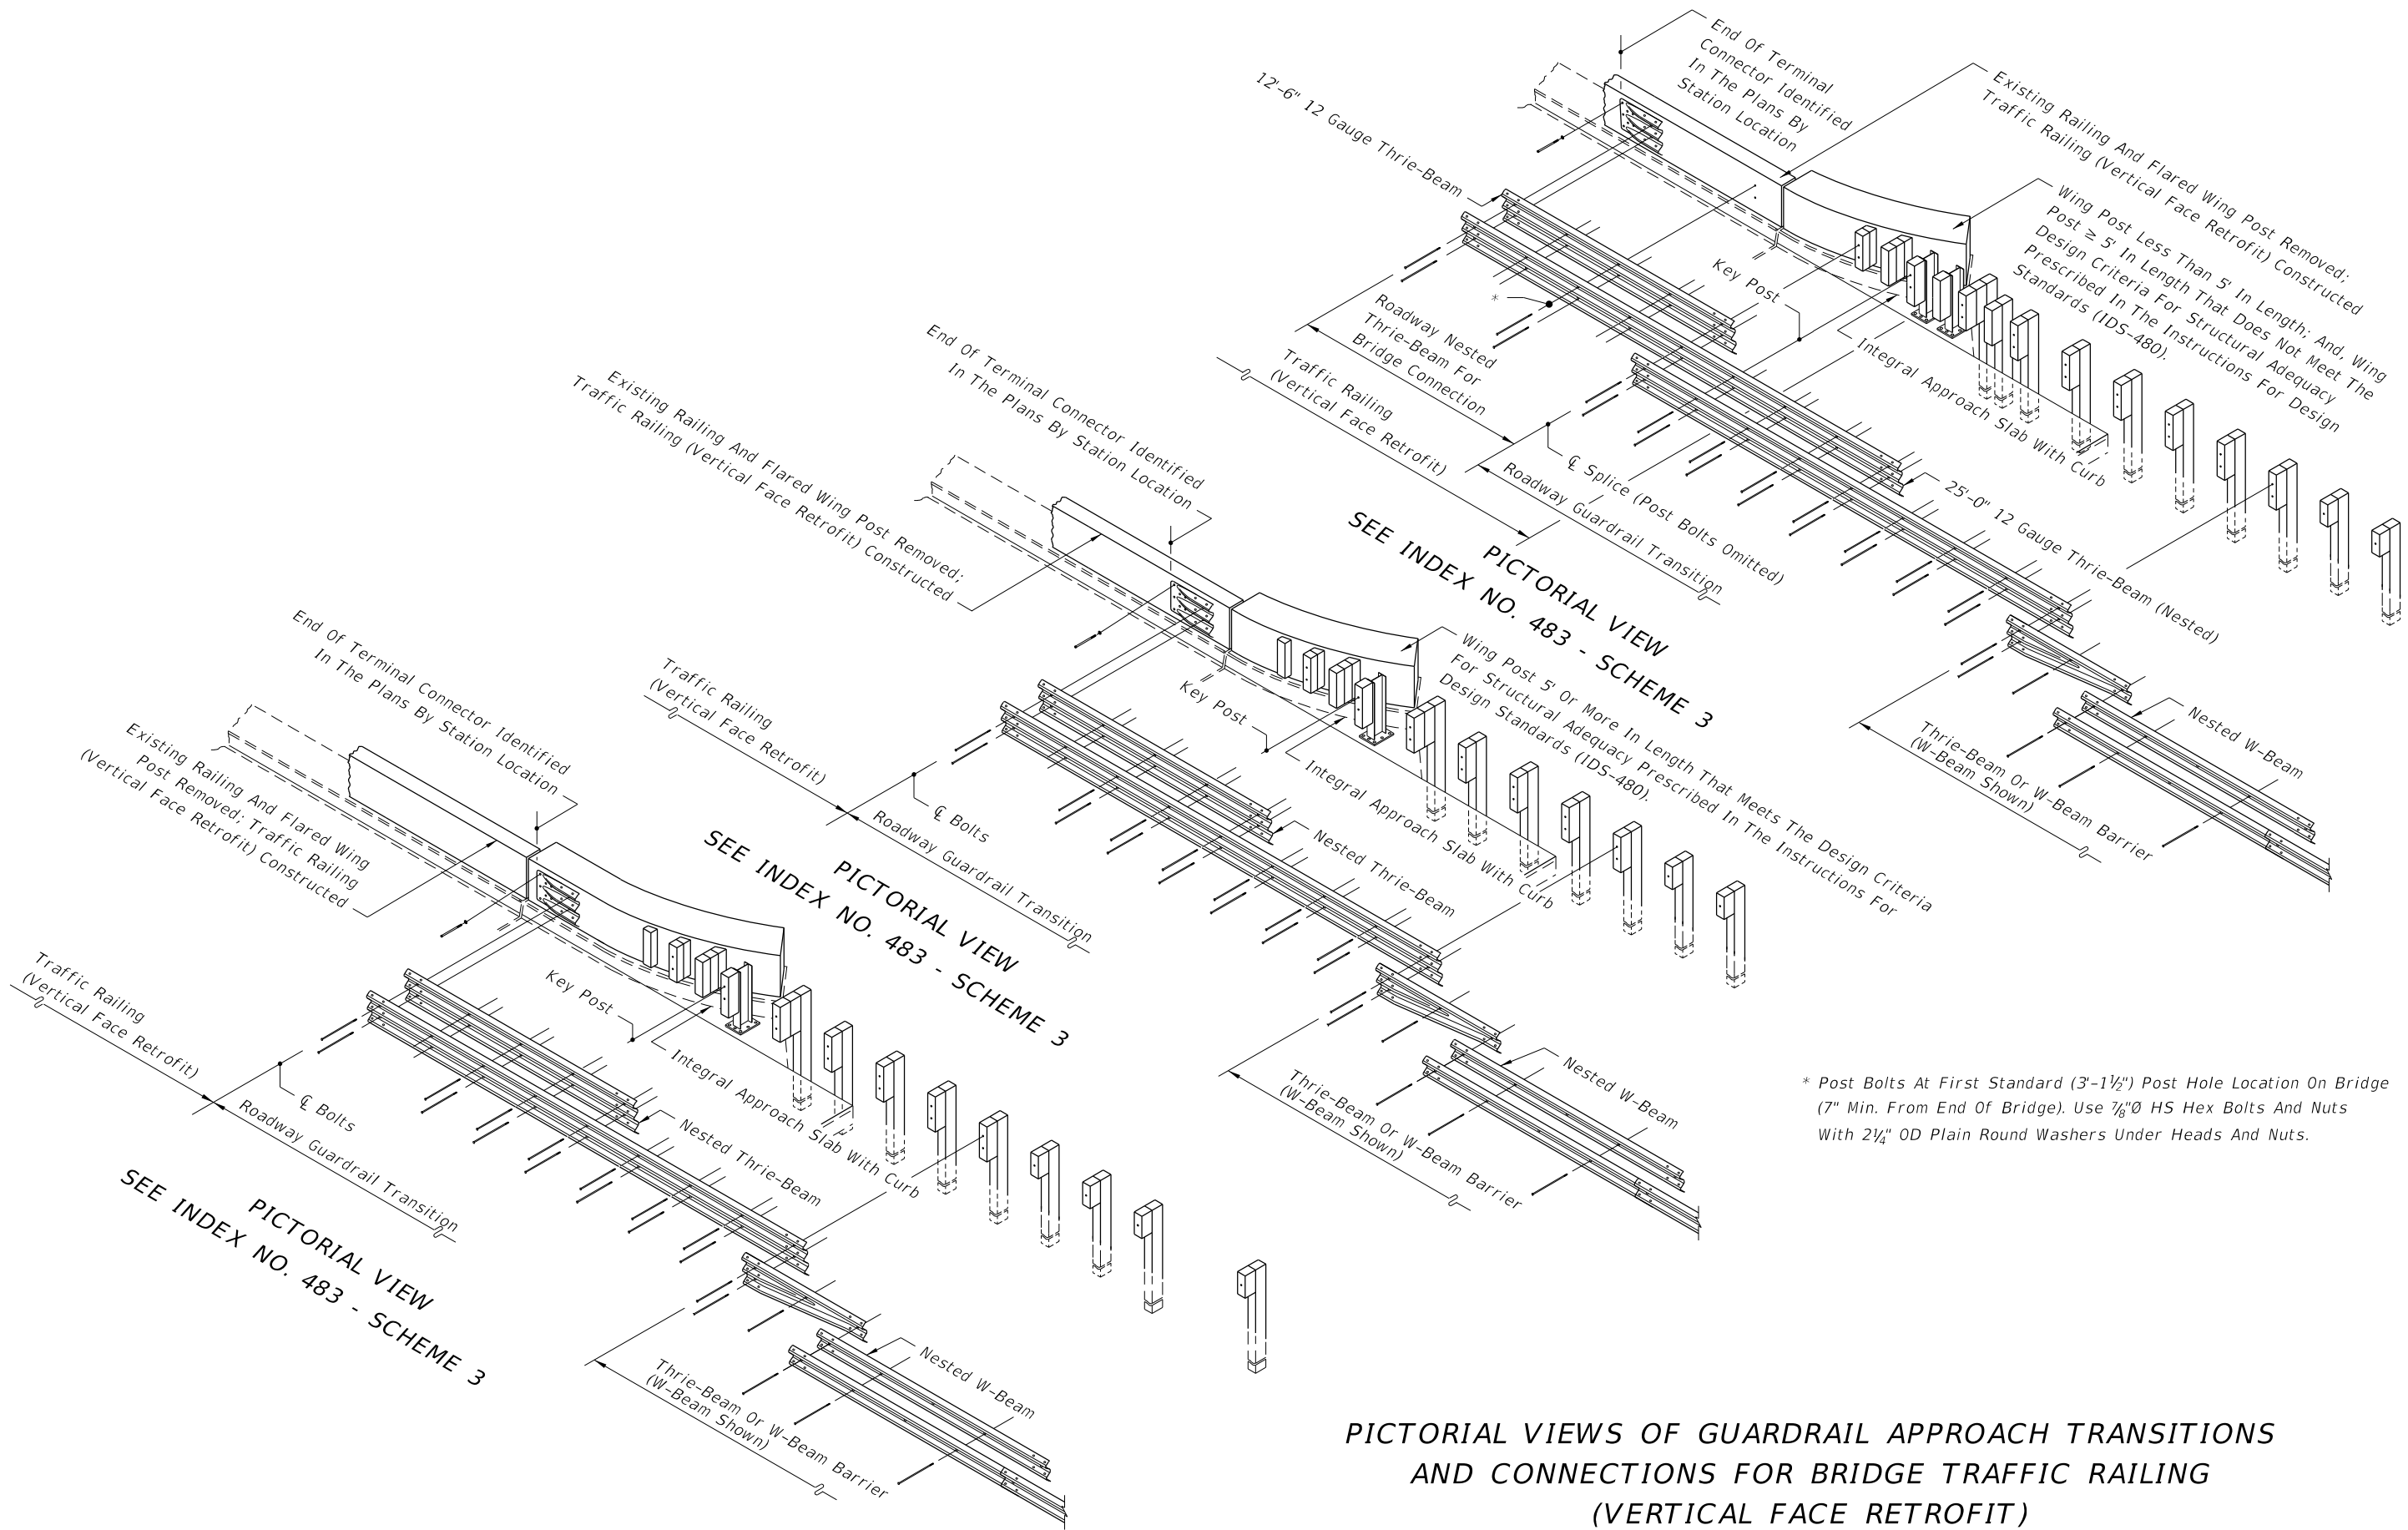 End Of Terminal
Connector Identified
In The Plans By
Station Location
Existing Railing And Flared Wing Post Removed;
Traffic Railing (Vertical Face Retrofit) Constructed
12'-6" 12 Gauge Thrie-Beam
Wing Post Less Than 5' In Length; And, Wing
Post ≥ 5' In Length That Does Not Meet The
Design Criteria For Structural Adequacy
Prescribed In The Instructions For Design
Standards (IDS-480).
Key Post
*
Roadway Nested
Thrie-Beam For
Bridge Connection
Traffic Railing
(Vertical Face Retrofit)
Integral Approach Slab With Curb
℄ Splice (Post Bolts Omitted)
Roadway Guardrail Transition
25'-0" 12 Gauge Thrie-Beam (Nested)
PICTORIAL VIEW
SEE INDEX NO. 483 - SCHEME 3
Nested W-Beam
Thrie-Beam Or W-Beam Barrier
(W-Beam Shown)
End Of Terminal Connector Identified
In The Plans By Station Location
Existing Railing And Flared Wing Post Removed;
Traffic Railing (Vertical Face Retrofit) Constructed
Wing Post 5' Or More In Length That Meets The Design Criteria
For Structural Adequacy Prescribed In The Instructions For
Design Standards (IDS-480).
Key Post
Traffic Railing
(Vertical Face Retrofit)
Integral Approach Slab With Curb
℄ Bolts
Roadway Guardrail Transition
Nested Thrie-Beam
PICTORIAL VIEW
SEE INDEX NO. 483 - SCHEME 3
Nested W-Beam
Thrie-Beam Or W-Beam Barrier
(W-Beam Shown)
End Of Terminal Connector Identified
In The Plans By Station Location
Existing Railing And Flared Wing
Post Removed; Traffic Railing
(Vertical Face Retrofit) Constructed
Traffic Railing
(Vertical Face Retrofit)
Key Post
Integral Approach Slab With Curb
℄ Bolts
Roadway Guardrail Transition
Nested Thrie-Beam
PICTORIAL VIEW
SEE INDEX NO. 483 - SCHEME 3
Nested W-Beam
Thrie-Beam Or W-Beam Barrier
(W-Beam Shown)
* Post Bolts At First Standard (3'-1½") Post Hole Location On Bridge
(7" Min. From End Of Bridge). Use ⅞"Ø HS Hex Bolts And Nuts
With 2¼" OD Plain Round Washers Under Heads And Nuts.
PICTORIAL VIEWS OF GUARDRAIL APPROACH TRANSITIONS
AND CONNECTIONS FOR BRIDGE TRAFFIC RAILING
(VERTICAL FACE RETROFIT)